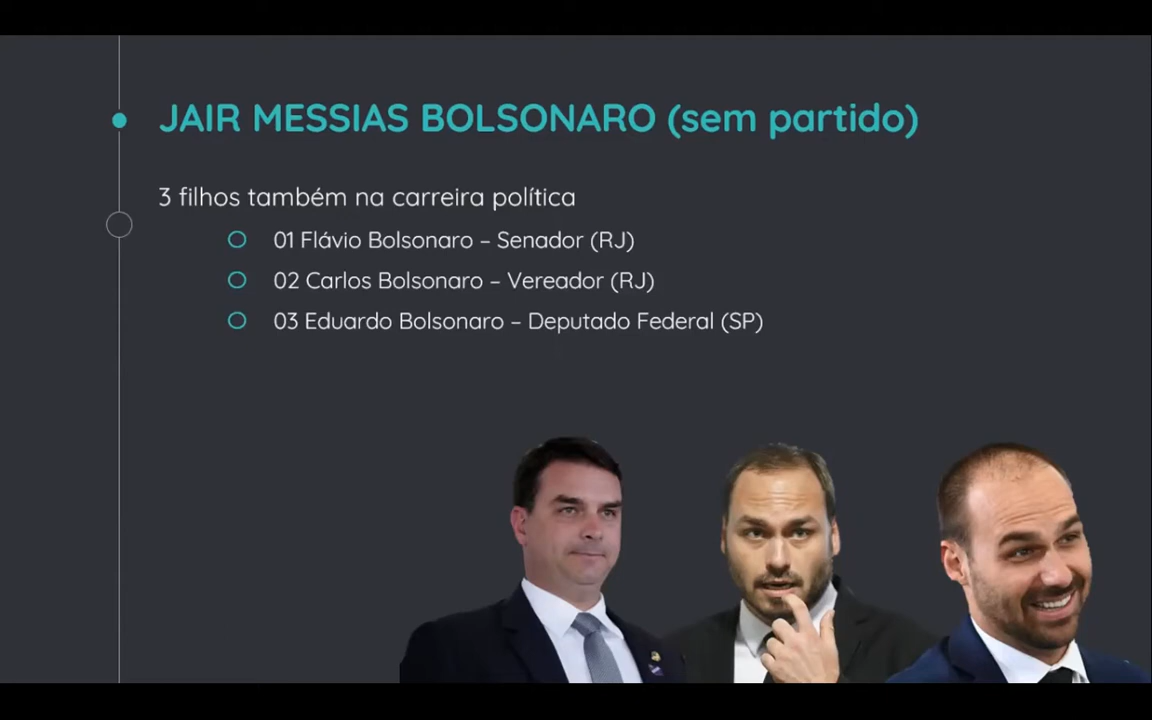 JAIR MESSIAS BOLSONARO (sem partido)
3 filhos também na carreira política
01 Flávio Bolsonaro – Senador (RJ)
02 Carlos Bolsonaro – Vereador (RJ)
03 Eduardo Bolsonaro – Deputado Federal (SP)